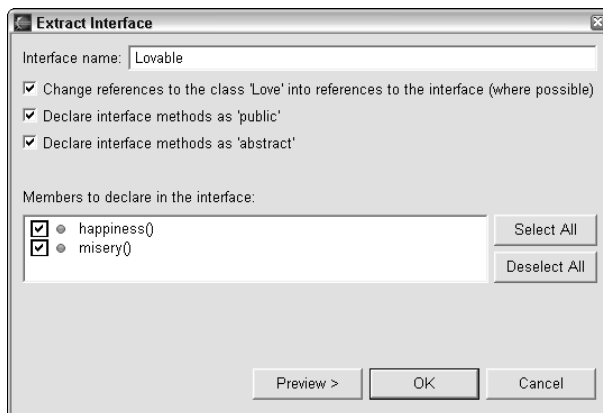 Extract Interface
Interface name: Lovable
Change references to the class 'Love' into references to the interface (where possible)
Declare interface methods as 'public'
Declare interface methods as 'abstract'
Members to declare in the interface:
happiness()
misery()
Select All
Deselect All
Preview >
OK
Cancel